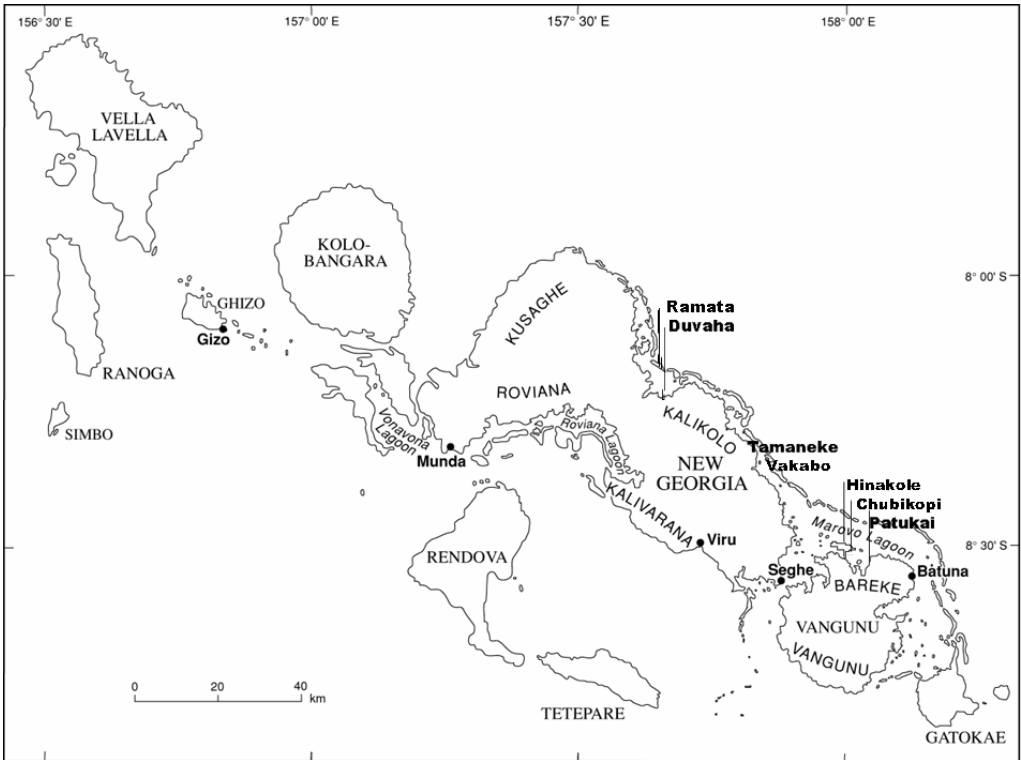 156° 30' E
157° 00' E
157° 30' E
158° 00' E
VELLA
LAVELLA
KOLO-
BANGARA
8° 00' S
KUSAGHE
GHIZO
Gizo
Ramata
Duvaha
RANOGA
ROVIANA
SIMBO
Vonavona
Lagoon
Roviana Lagoon
KALIKOLO
Munda
Tamaneke
Vakabo
NEW
GEORGIA
KALIVARANA
Hinakole
Chubikopi
Patukai
Marovo Lagoon
Viru
8° 30' S
RENDOVA
Seghe
Batuna
BAREKE
VANGUNU
VANGUNU
0 20 40 km
TETEPARE
GATOKAE